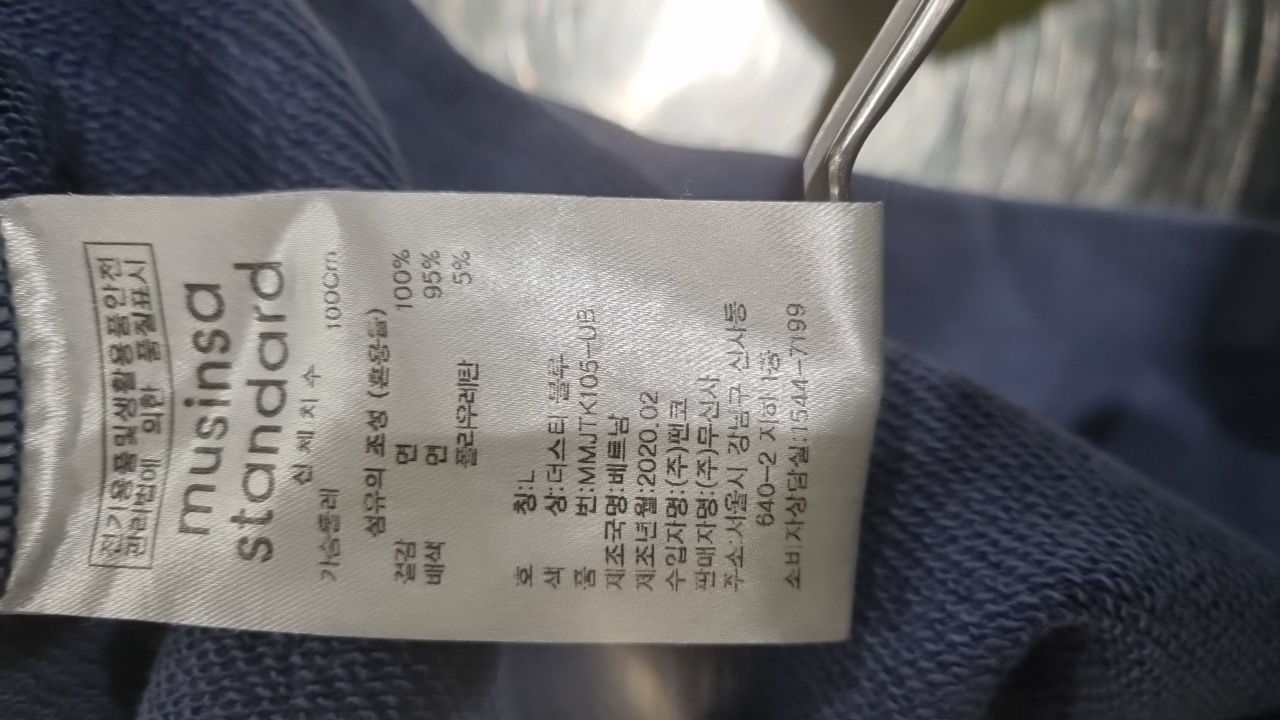 전기용품및생활용품안전
관리법에 의한 품질표시
musinsa
standard
신체치수
가슴둘레 100Cm
섬유의 조성 (혼용율)
겉감 면 100%
배색 면 95%
폴리우레탄 5%
호 칭:L
색 상:더스티 블루
품 번:MMJTK105-UB
제조국명:베트남
제조년월:2020.02
수입자명:(주)팬코
판매자명:(주)무신사
주소:서울시 강남구 신사동
640-2 지하1층
소비자상담실:1544-7199